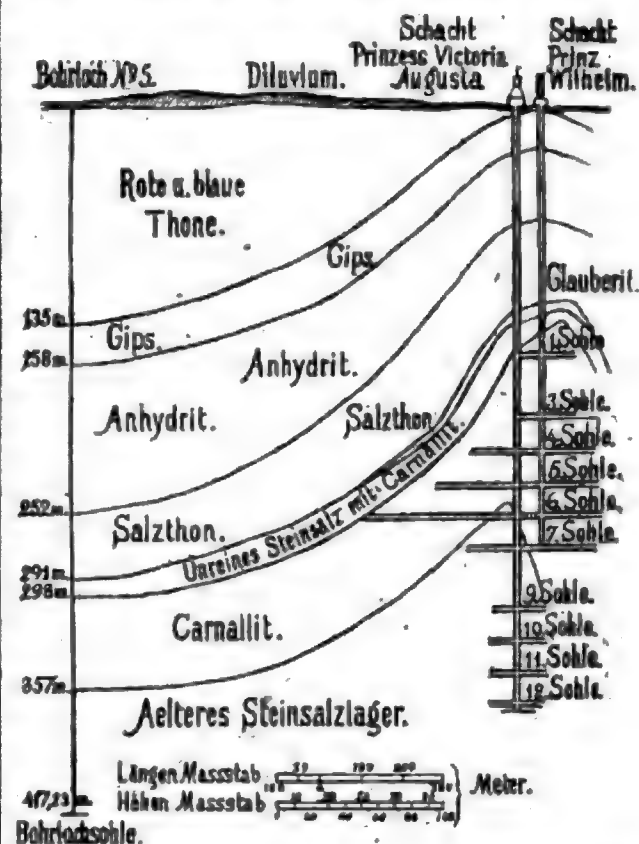 Schacht
Prinzess Victoria
Augusta
Schacht
Prinz
Wilhelm.
Bohrloch Nº 5.
Diluvium.
Rote u. blaue
Thone.
Gips.
Glauberit.
135 m.
Gips.
158 m.
Anhydrit.
1. Sohle
Anhydrit.
Salzthon
3. Sohle.
4. Sohle.
5. Sohle.
6. Sohle.
7. Sohle.
252 m.
Salzthon.
Unreines Steinsalz mit Carnallit.
291 m.
298 m.
9. Sohle.
Carnallit.
10. Sohle.
11. Sohle.
12. Sohle.
357 m.
Aelteres Steinsalzlager.
Längen Massstab
Höhen Massstab
Meter.
417,23 m.
Bohrlochsohle.